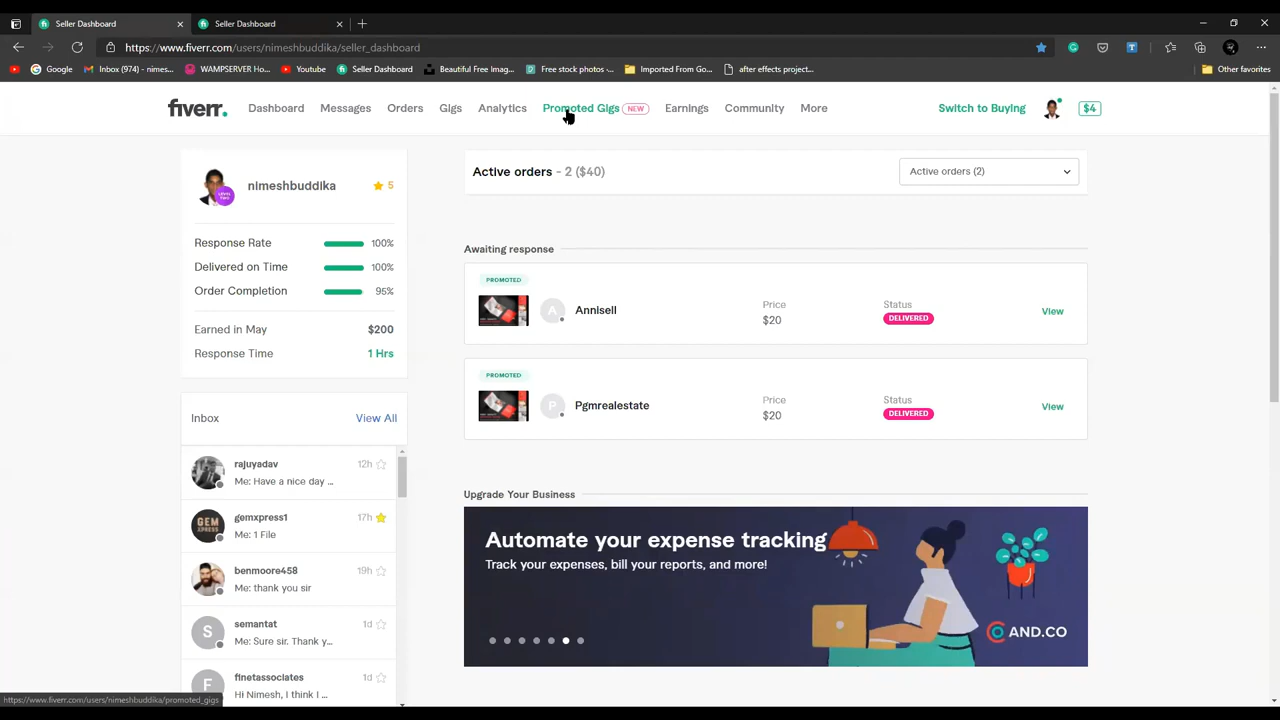 Seller Dashboard
Seller Dashboard
https://www.fiverr.com/users/nimeshbuddika/seller_dashboard
Google
Inbox (974) - nimes...
WAMPSERVER Ho...
Youtube
Seller Dashboard
Beautiful Free Imag...
Free stock photos -...
Imported From Go...
after effects project...
Other favorites
fiverr.
Dashboard
Messages
Orders
Gigs
Analytics
Promoted Gigs NEW
Earnings
Community
More
Switch to Buying
$4
nimeshbuddika 5
Response Rate 100%
Delivered on Time 100%
Order Completion 95%
Earned in May $200
Response Time 1 Hrs
Inbox View All
rajuyadav 12h
Me: Have a nice day ...
GEM XPRESS
gemxpress1 17h
Me: 1 File
benmoore458 19h
Me: thank you sir
S
semantat 1d
Me: Sure sir. Thank y...
F
finetassociates 1d
Hi Nimesh, I think I ...
Active orders - 2 ($40)
Active orders (2)
Awaiting response
PROMOTED
A
Annisell
Price
$20
Status
DELIVERED
View
PROMOTED
P
Pgmrealestate
Price
$20
Status
DELIVERED
View
Upgrade Your Business
Automate your expense tracking
Track your expenses, bill your reports, and more!
AND.CO
https://www.fiverr.com/users/nimeshbuddika/promoted_gigs